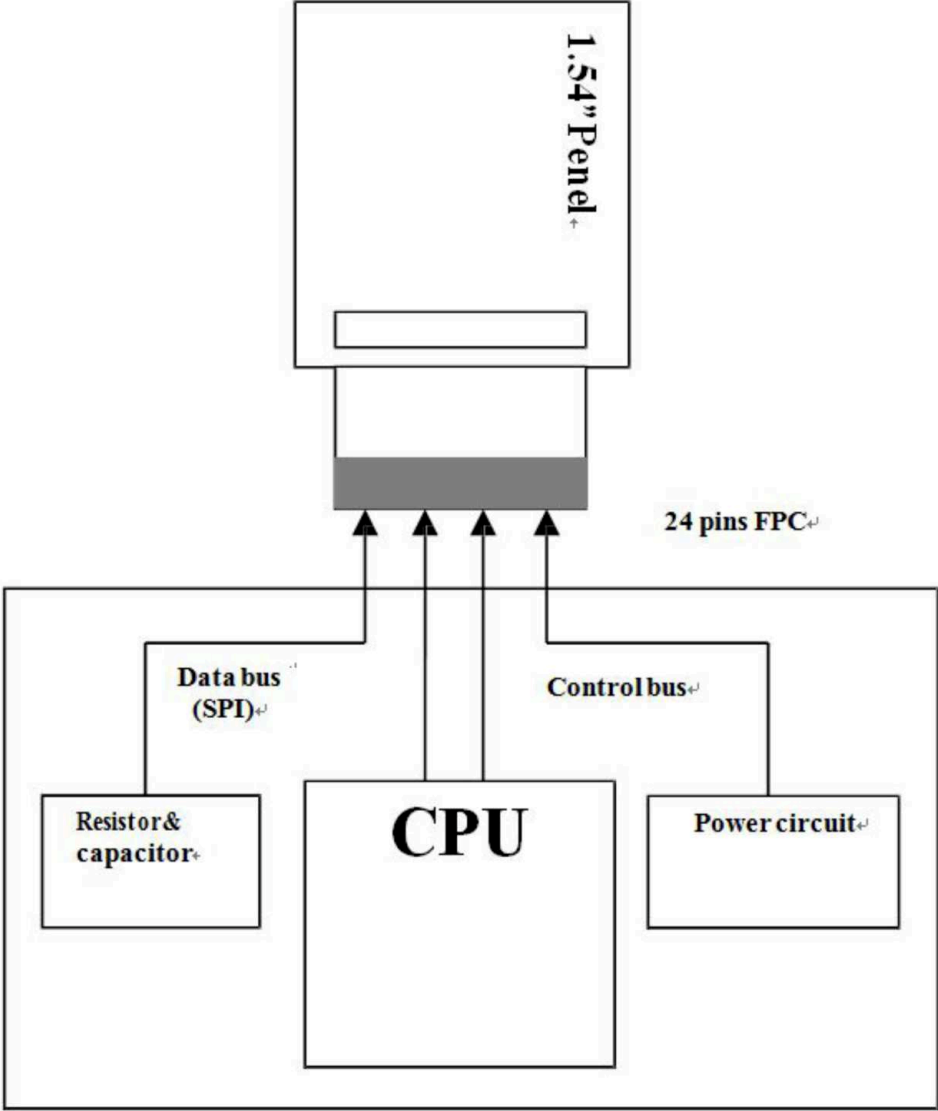 1.54” Penel
24 pins FPC
Data bus
(SPI)
Control bus
CPU
Resistor &
capacitor
Power circuit